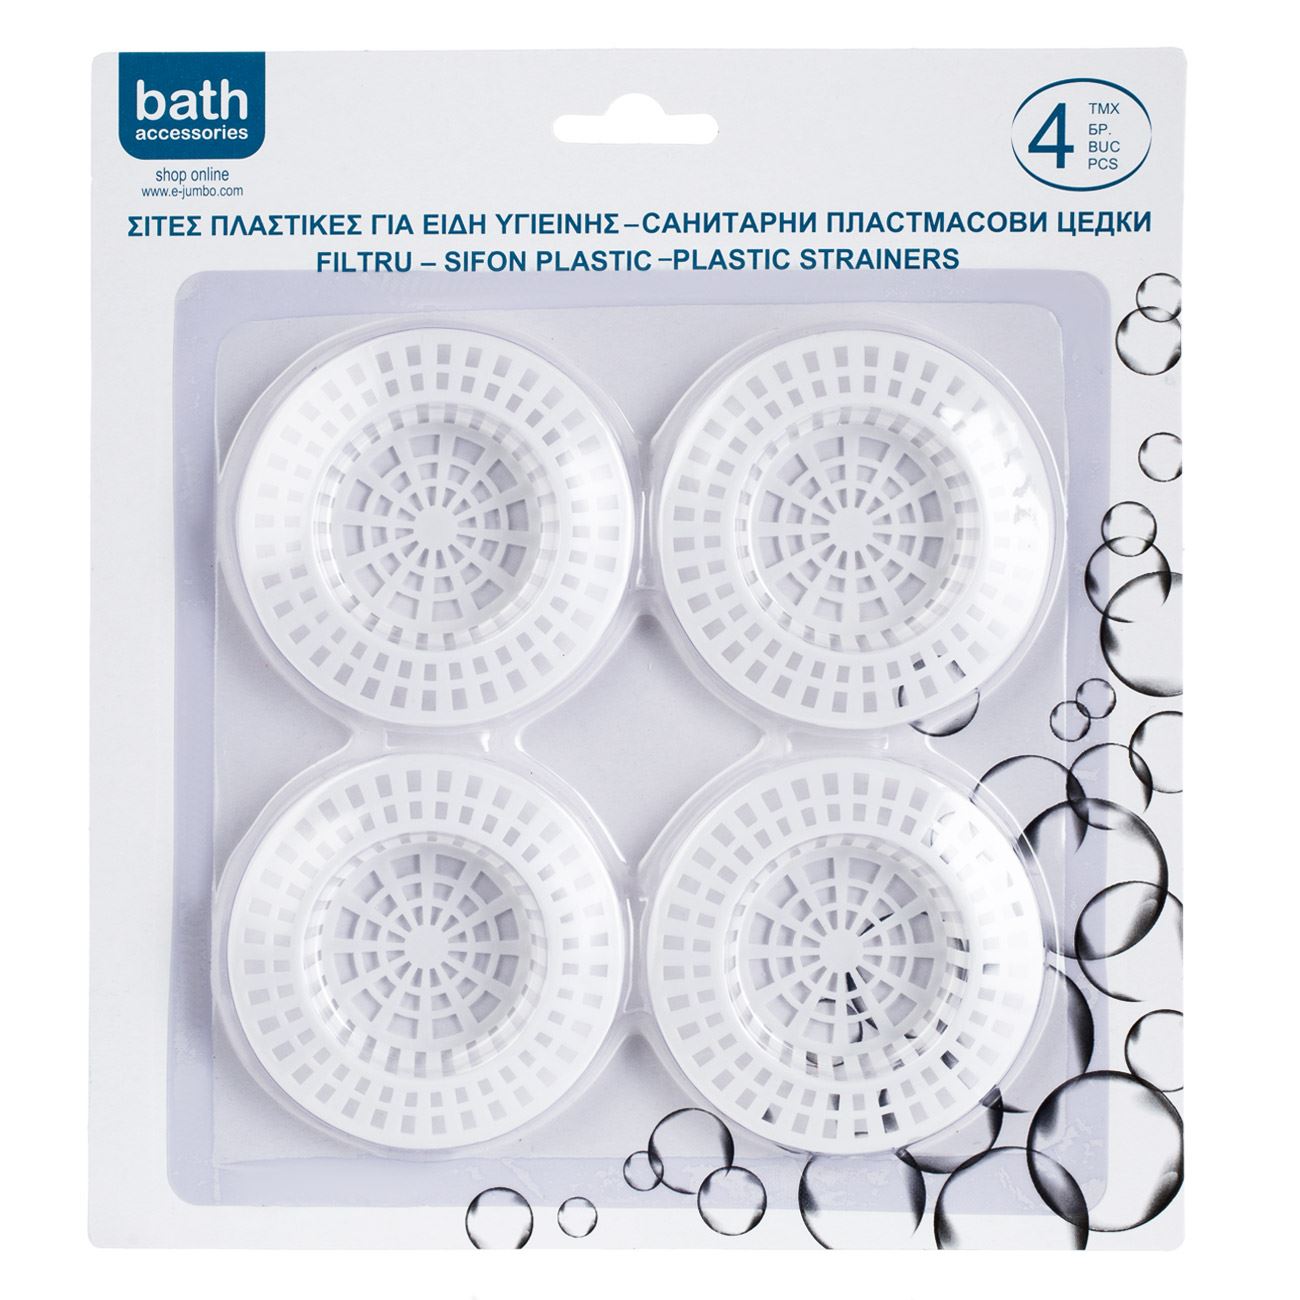 bath
accessories
shop online
www.e-jumbo.com
4
ΤΜΧ
БР.
BUC
PCS
ΣΙΤΕΣ ΠΛΑΣΤΙΚΕΣ ΓΙΑ ΕΙΔΗ ΥΓΙΕΙΝΗΣ – САНИТАРНИ ПЛАСТМАСОВИ ЦЕДКИ
FILTRU – SIFON PLASTIC – PLASTIC STRAINERS